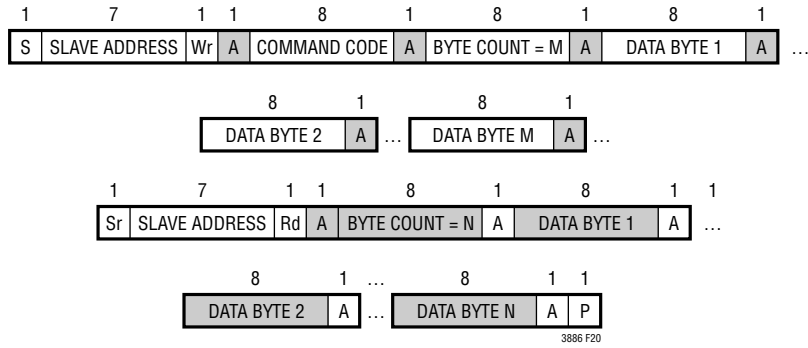 1 7 1 1 8 1 8 1 8 1
S SLAVE ADDRESS Wr A COMMAND CODE A BYTE COUNT = M A DATA BYTE 1 A …
8 1 8 1
DATA BYTE 2 A … DATA BYTE M A …
1 7 1 1 8 1 8 1 1
Sr SLAVE ADDRESS Rd A BYTE COUNT = N A DATA BYTE 1 A …
8 1 … 8 1 1
DATA BYTE 2 A … DATA BYTE N A P
3886 F20